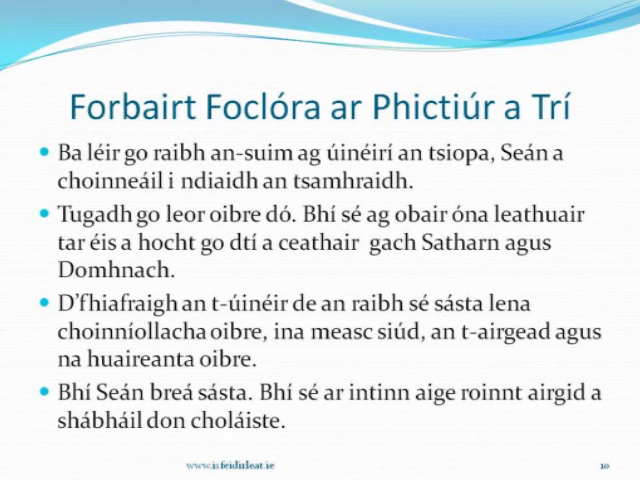 Forbairt Foclóra ar Phictiúr a Trí
Ba léir go raibh an-suim ag úinéirí an tsiopa, Seán a
choinneáil i ndiaidh an tsamhraidh.
Tugadh go leor oibre dó. Bhí sé ag obair óna leathuair
tar éis a hocht go dtí a ceathair gach Satharn agus
Domhnach.
D'fhiafraigh an t-úinéir de an raibh sé sásta lena
choinníollacha oibre, ina measc siúd, an t-airgead agus
na huaireanta oibre.
Bhí Seán breá sásta. Bhí sé ar intinn aige roinnt airgid a
shábháil don choláiste.
www.isfeidirleat.ie 10